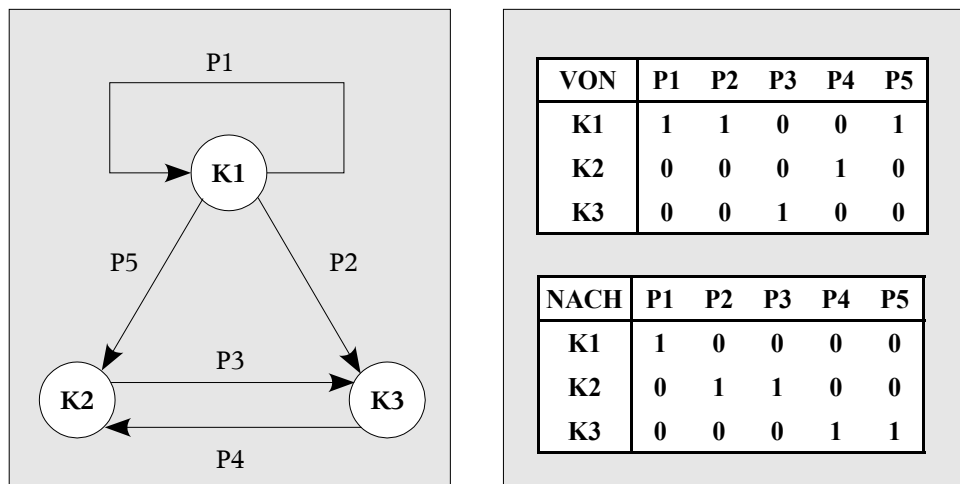 P1
K1
P5
P2
K2
P3
K3
P4
VON P1 P2 P3 P4 P5
K1 1 1 0 0 1
K2 0 0 0 1 0
K3 0 0 1 0 0
NACH P1 P2 P3 P4 P5
K1 1 0 0 0 0
K2 0 1 1 0 0
K3 0 0 0 1 1